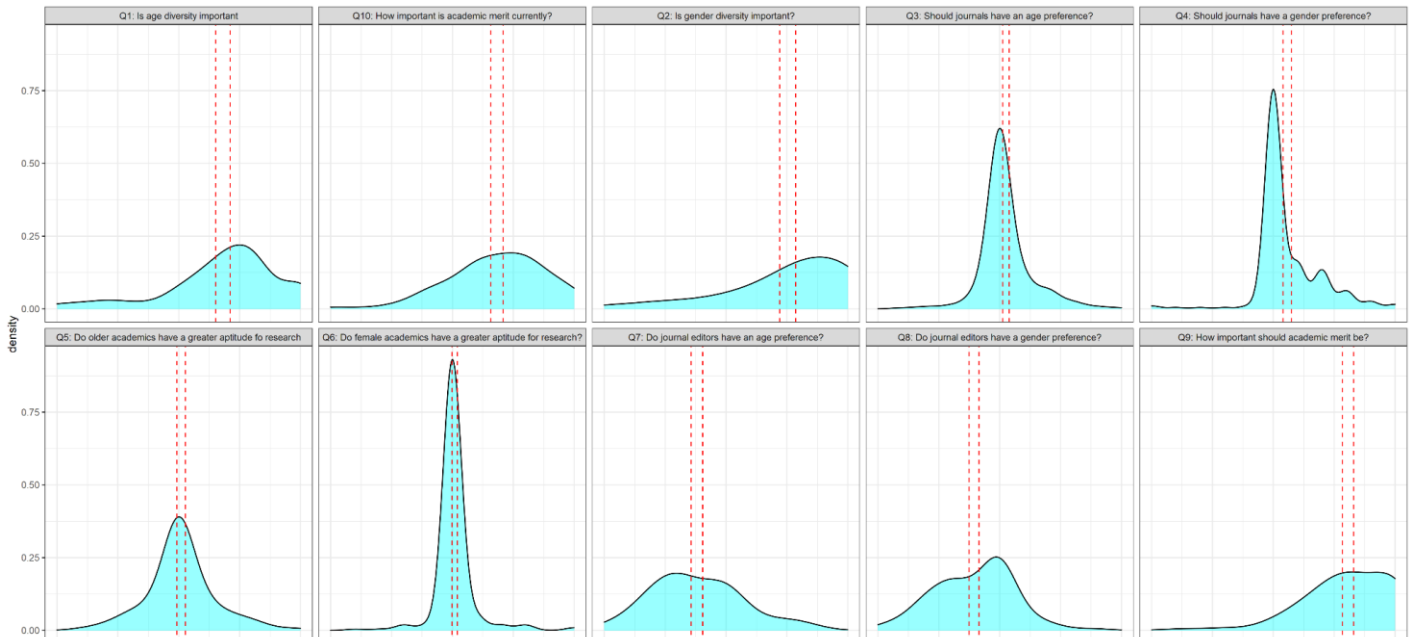 Q1: Is age diversity important
Q10: How important is academic merit currently?
Q2: Is gender diversity important?
Q3: Should journals have an age preference?
Q4: Should journals have a gender preference?
0.75
0.50
0.25
0.00
density
Q5: Do older academics have a greater aptitude fo research
Q6: Do female academics have a greater aptitude for research?
Q7: Do journal editors have an age preference?
Q8: Do journal editors have a gender preference?
Q9: How important should academic merit be?
0.75
0.50
0.25
0.00